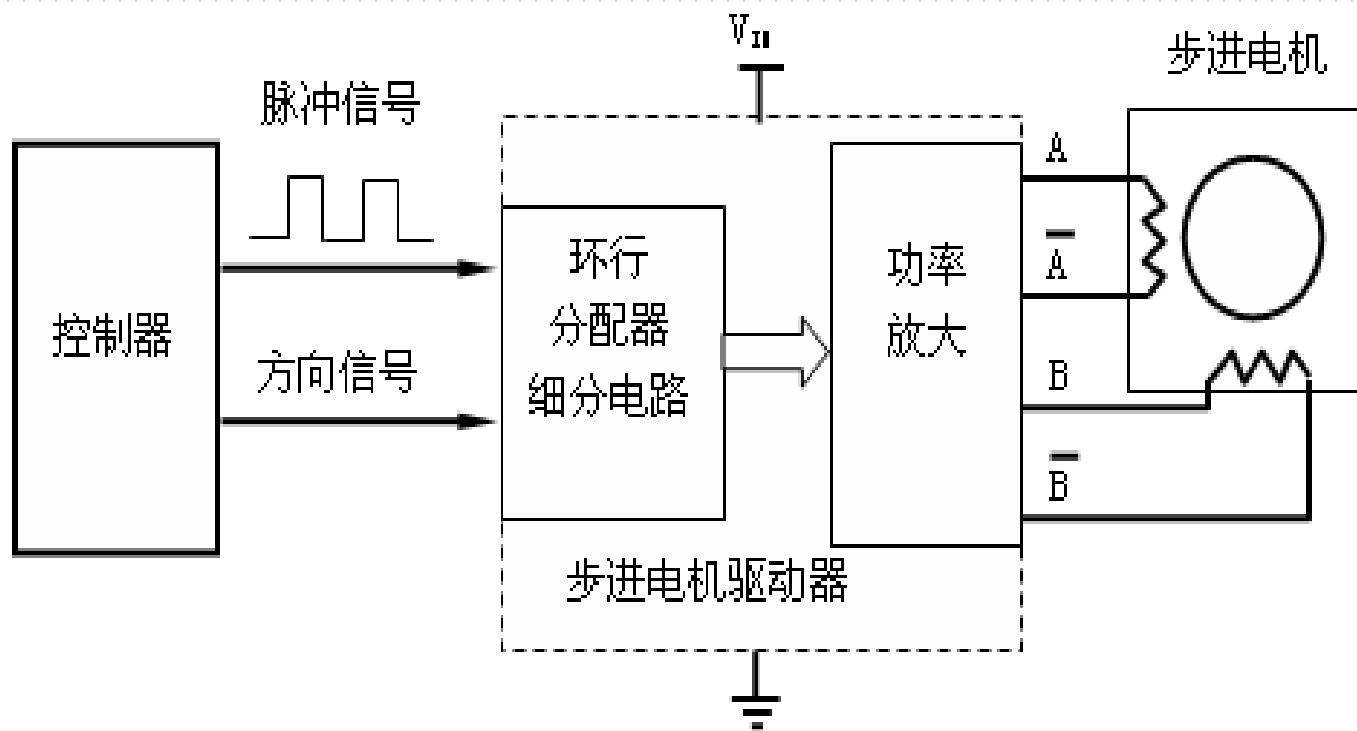 V_IN
步进电机
脉冲信号
控制器
方向信号
环行
分配器
细分电路
功率
放大
A
A̅
B
B̅
步进电机驱动器